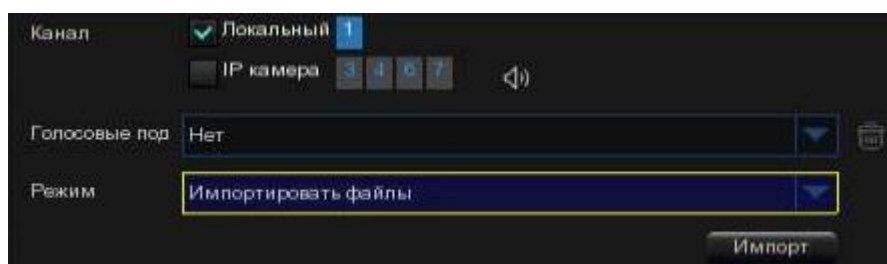 Канал Локальный 1
IP камера 3 4 6 7
Голосовые под Нет
Режим Импортировать файлы
Импорт